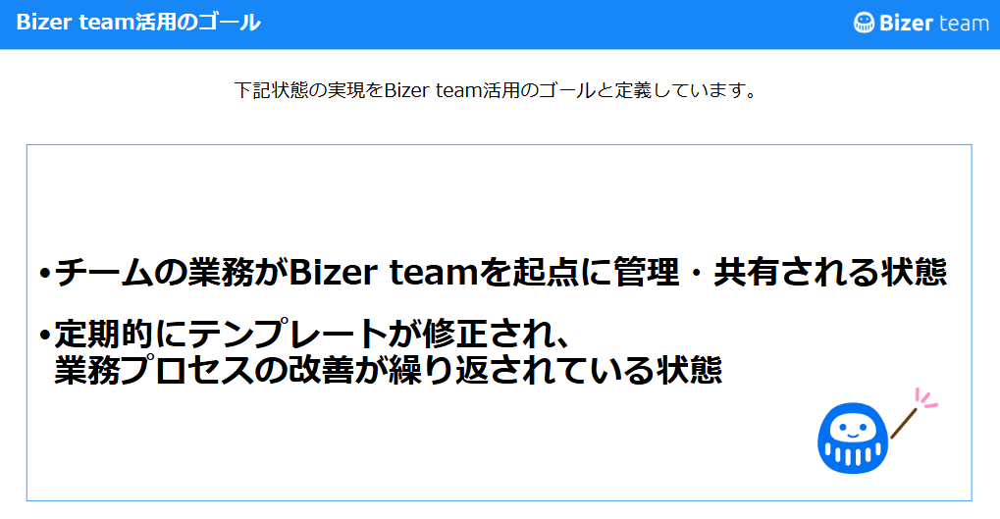 Bizer team活用のゴール
Bizer team
下記状態の実現をBizer team活用のゴールと定義しています。
•チームの業務がBizer teamを起点に管理・共有される状態
•定期的にテンプレートが修正され、
業務プロセスの改善が繰り返されている状態